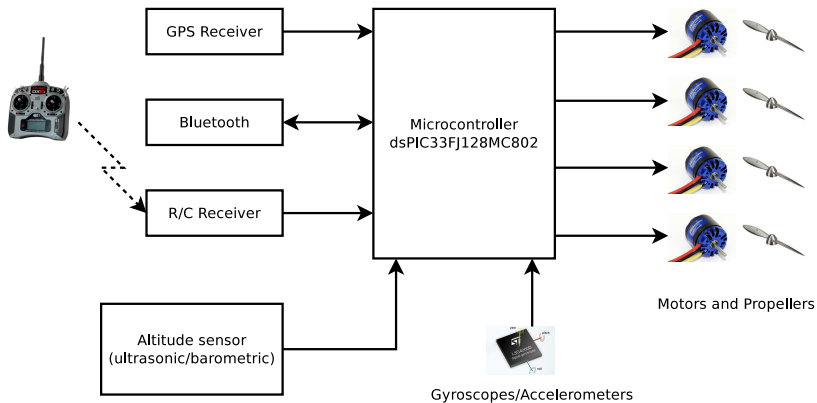 GPS Receiver
Bluetooth
R/C Receiver
Microcontroller
dsPIC33FJ128MC802
Altitude sensor
(ultrasonic/barometric)
Gyroscopes/Accelerometers
Motors and Propellers